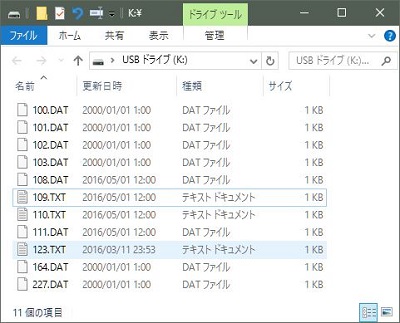 K:¥ ドライブ ツール
ファイル ホーム 共有 表示 管理
USB ドライブ (K:) USB ドライブ (K:)...
名前 更新日時 種類 サイズ
100.DAT 2000/01/01 1:00 DAT ファイル 1 KB
101.DAT 2000/01/01 1:00 DAT ファイル 1 KB
102.DAT 2000/01/01 1:00 DAT ファイル 1 KB
103.DAT 2000/01/01 1:00 DAT ファイル 1 KB
108.DAT 2016/05/01 12:00 DAT ファイル 1 KB
109.TXT 2016/05/01 12:00 テキスト ドキュメント 1 KB
110.TXT 2016/05/01 12:00 テキスト ドキュメント 1 KB
111.DAT 2016/05/01 12:00 DAT ファイル 1 KB
123.TXT 2016/03/11 23:53 テキスト ドキュメント 1 KB
164.DAT 2000/01/01 1:00 DAT ファイル 1 KB
227.DAT 2000/01/01 1:00 DAT ファイル 1 KB
11 個の項目